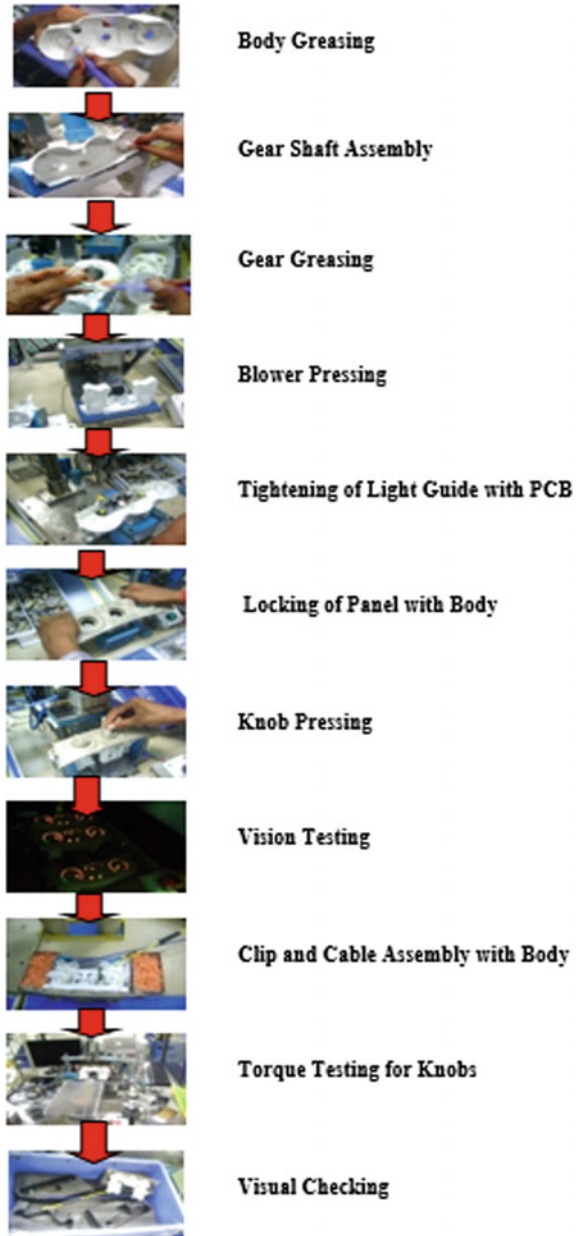 Body Greasing
Gear Shaft Assembly
Gear Greasing
Blower Pressing
Tightening of Light Guide with PCB
Locking of Panel with Body
Knob Pressing
Vision Testing
Clip and Cable Assembly with Body
Torque Testing for Knobs
Visual Checking